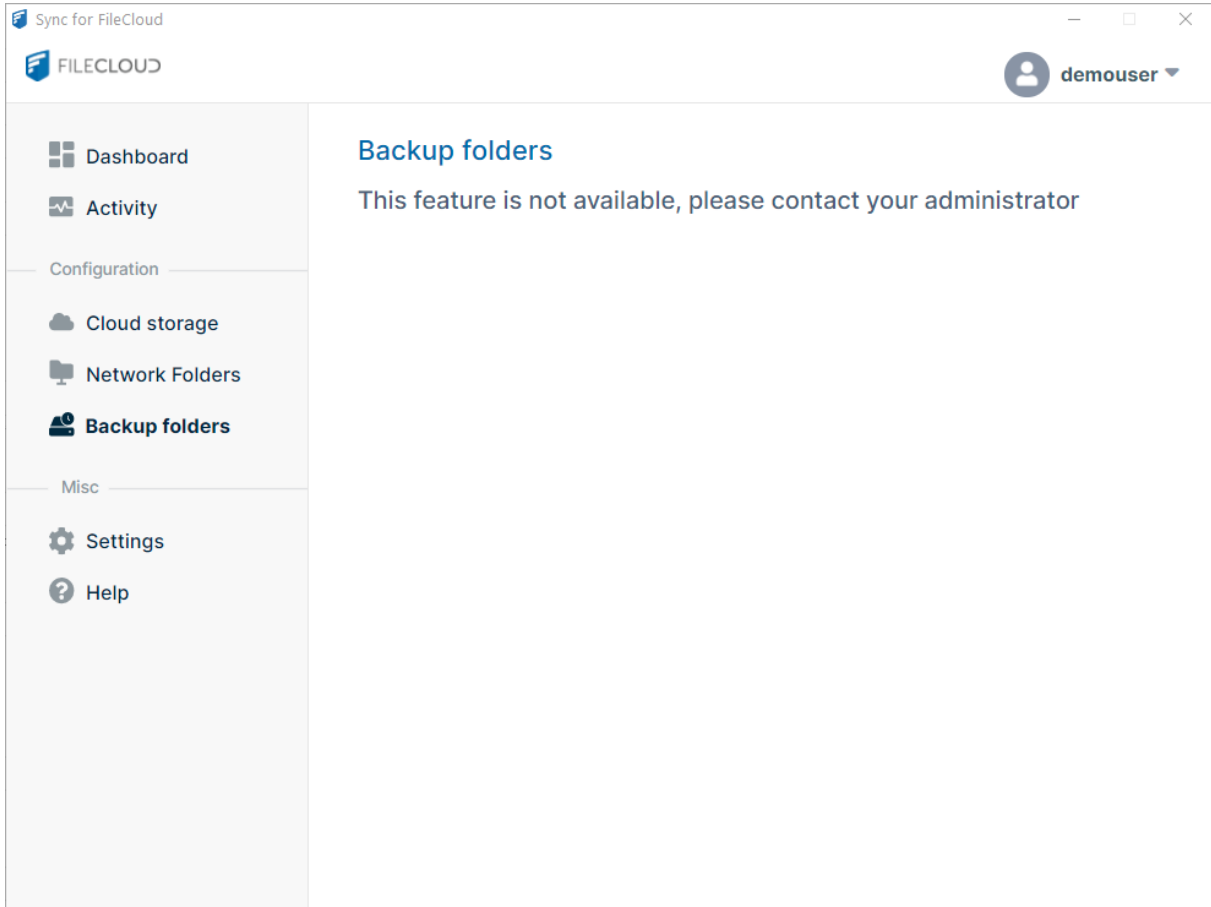 Sync for FileCloud
FILECLOUD
demouser
Dashboard
Activity
Configuration
Cloud storage
Network Folders
Backup folders
Misc
Settings
Help
Backup folders
This feature is not available, please contact your administrator